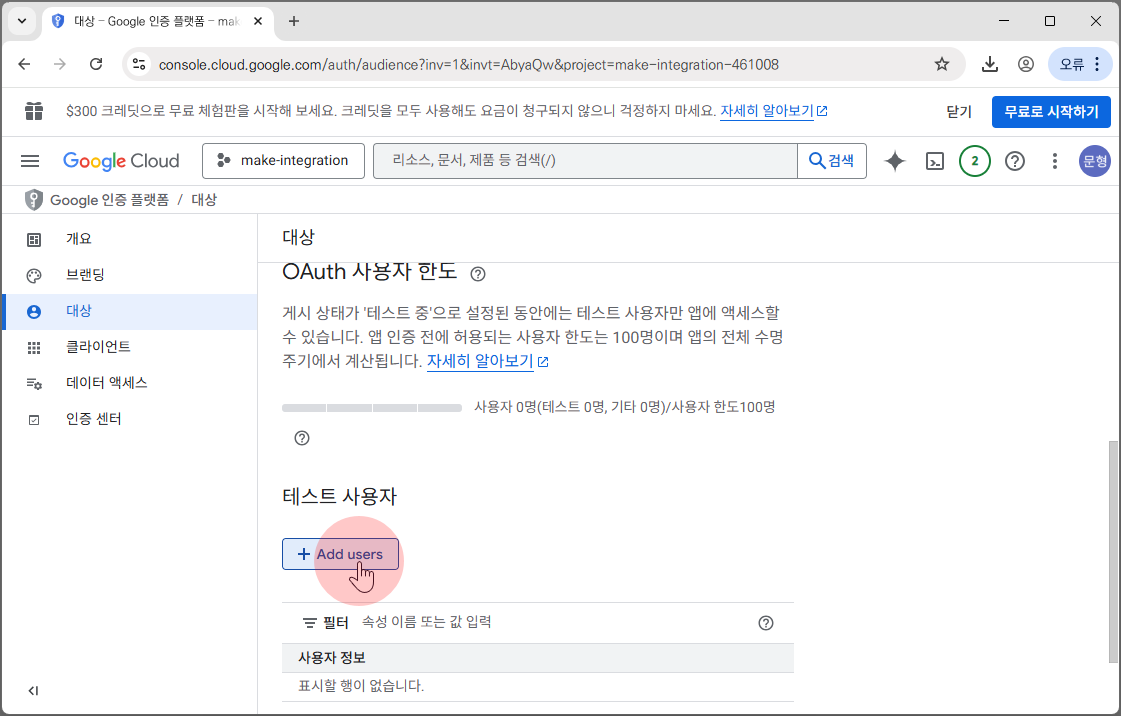 대상 – Google 인증 플랫폼 – mak
console.cloud.google.com/auth/audience?inv=1&invt=AbyaQw&project=make-integration-461008
오류
$300 크레딧으로 무료 체험판을 시작해 보세요. 크레딧을 모두 사용해도 요금이 청구되지 않으니 걱정하지 마세요. 자세히 알아보기
닫기
무료로 시작하기
Google Cloud
make-integration
리소스, 문서, 제품 등 검색(/)
검색
2
문형
Google 인증 플랫폼 / 대상
개요
브랜딩
대상
클라이언트
데이터 액세스
인증 센터
대상
OAuth 사용자 한도
게시 상태가 '테스트 중'으로 설정된 동안에는 테스트 사용자만 앱에 액세스할
수 있습니다. 앱 인증 전에 허용되는 사용자 한도는 100명이며 앱의 전체 수명
주기에서 계산됩니다. 자세히 알아보기
사용자 0명(테스트 0명, 기타 0명)/사용자 한도100명
테스트 사용자
+ Add users
필터 속성 이름 또는 값 입력
사용자 정보
표시할 행이 없습니다.